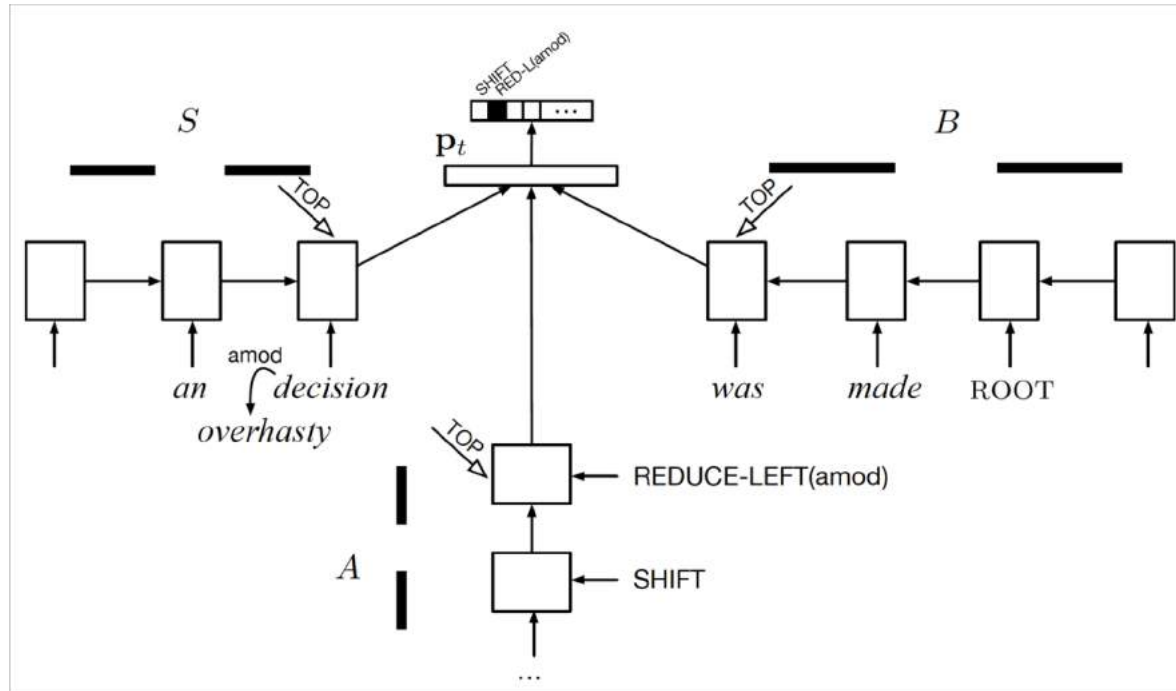 SHIFT
RED-L(amod)
...
S
p_t
B
TOP
TOP
amod
an
decision
overhasty
was
made
ROOT
TOP
REDUCE-LEFT(amod)
A
SHIFT
...